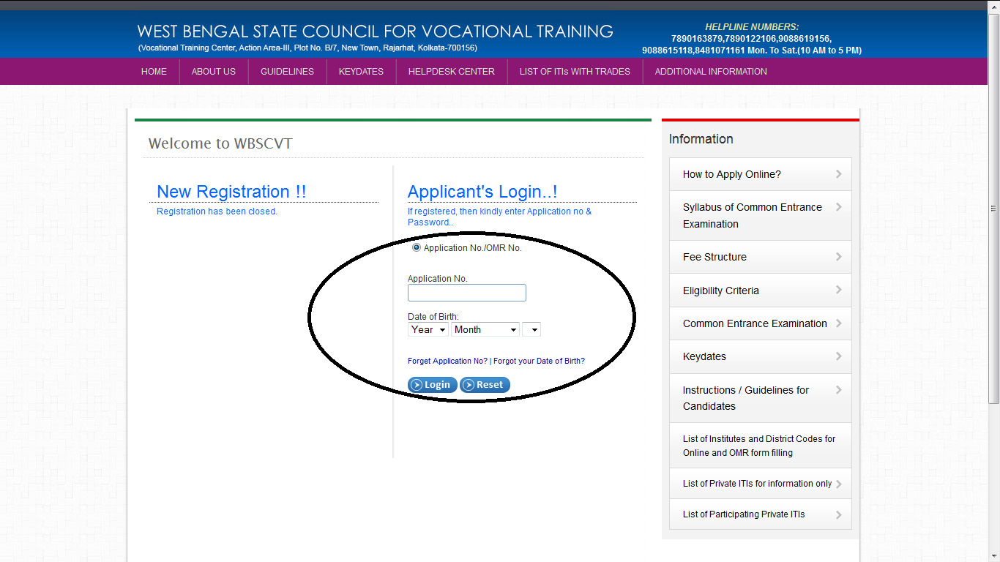 WEST BENGAL STATE COUNCIL FOR VOCATIONAL TRAINING
(Vocational Training Center, Action Area-III, Plot No. B/7, New Town, Rajarhat, Kolkata-700156)
HELPLINE NUMBERS:
7890163879,7890122106,9088619156,
9088615118,8481071161 Mon. To Sat.(10 AM to 5 PM)
HOME
ABOUT US
GUIDELINES
KEYDATES
HELPDESK CENTER
LIST OF ITIs WITH TRADES
ADDITIONAL INFORMATION
Welcome to WBSCVT
New Registration !!
Registration has been closed.
Applicant's Login..!
If registered, then kindly enter Application no &
Password..
Application No./OMR No.
Application No.
Date of Birth:
Year Month
Forget Application No? | Forgot your Date of Birth?
Login Reset
Information
How to Apply Online?
Syllabus of Common Entrance
Examination
Fee Structure
Eligibility Criteria
Common Entrance Examination
Keydates
Instructions / Guidelines for
Candidates
List of Institutes and District Codes for
Online and OMR form filling
List of Private ITIs for information only
List of Participating Private ITIs